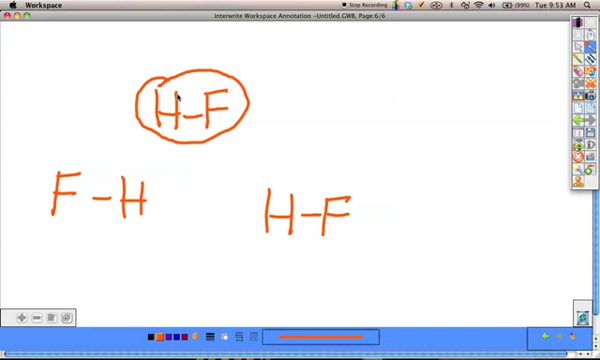 Workspace
Stop Recording
(99%)
Tue 9:53 AM
Interwrite Workspace Annotation -Untitled.GWB, Page:6/6
H-F
F-H
H-F